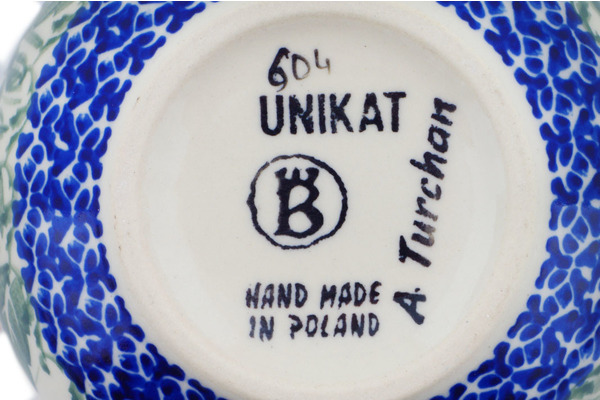 604
UNIKAT
B
HAND MADE
IN POLAND
A. Turchan